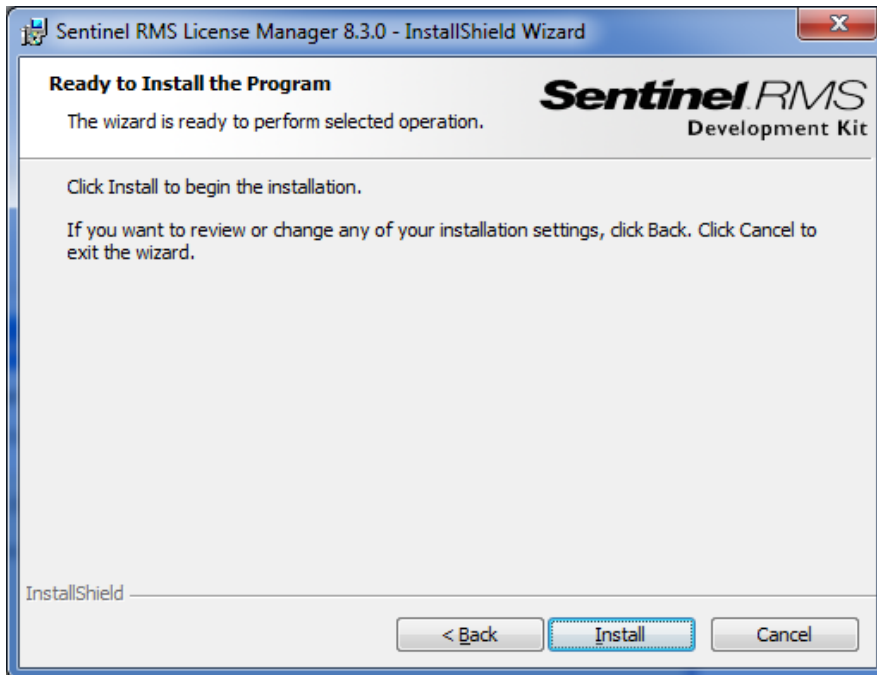 Sentinel RMS License Manager 8.3.0 - InstallShield Wizard
Ready to Install the Program
The wizard is ready to perform selected operation.
Sentinel RMS
Development Kit
Click Install to begin the installation.
If you want to review or change any of your installation settings, click Back. Click Cancel to
exit the wizard.
InstallShield
< Back
Install
Cancel